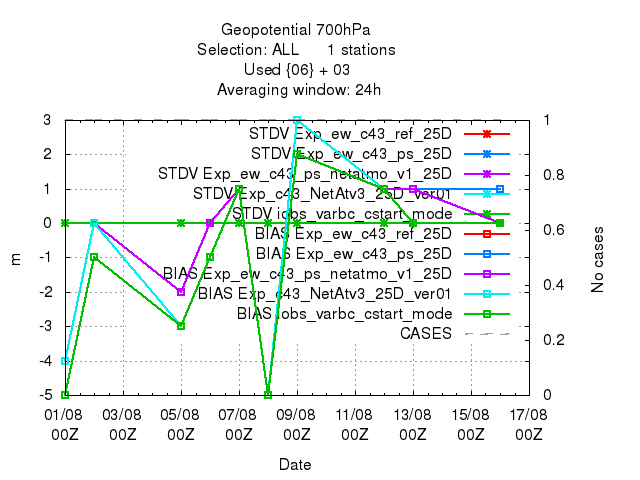 Geopotential 700hPa
Selection: ALL 1 stations
Used {06} + 03
Averaging window: 24h
3 1
STDV Exp_ew_c43_ref_25D
STDV Exp_ew_c43_ps_25D
2 0.8
STDV Exp_ew_c43_ps_netatmo_v1_25D
1
STDV Exp_c43_NetAtv3_25D_ver01
STDV iobs_varbc_cstart_mode
0 0.6
BIAS Exp_ew_c43_ref_25D
BIAS Exp_ew_c43_ps_25D
m
-1
No cases
BIAS Exp_ew_c43_ps_netatmo_v1_25D
-2 0.4
BIAS Exp_c43_NetAtv3_25D_ver01
BIAS iobs_varbc_cstart_mode
-3
CASES
0.2
-4
-5 0
01/08 03/08 05/08 07/08 09/08 11/08 13/08 15/08 17/08
00Z 00Z 00Z 00Z 00Z 00Z 00Z 00Z 00Z
Date